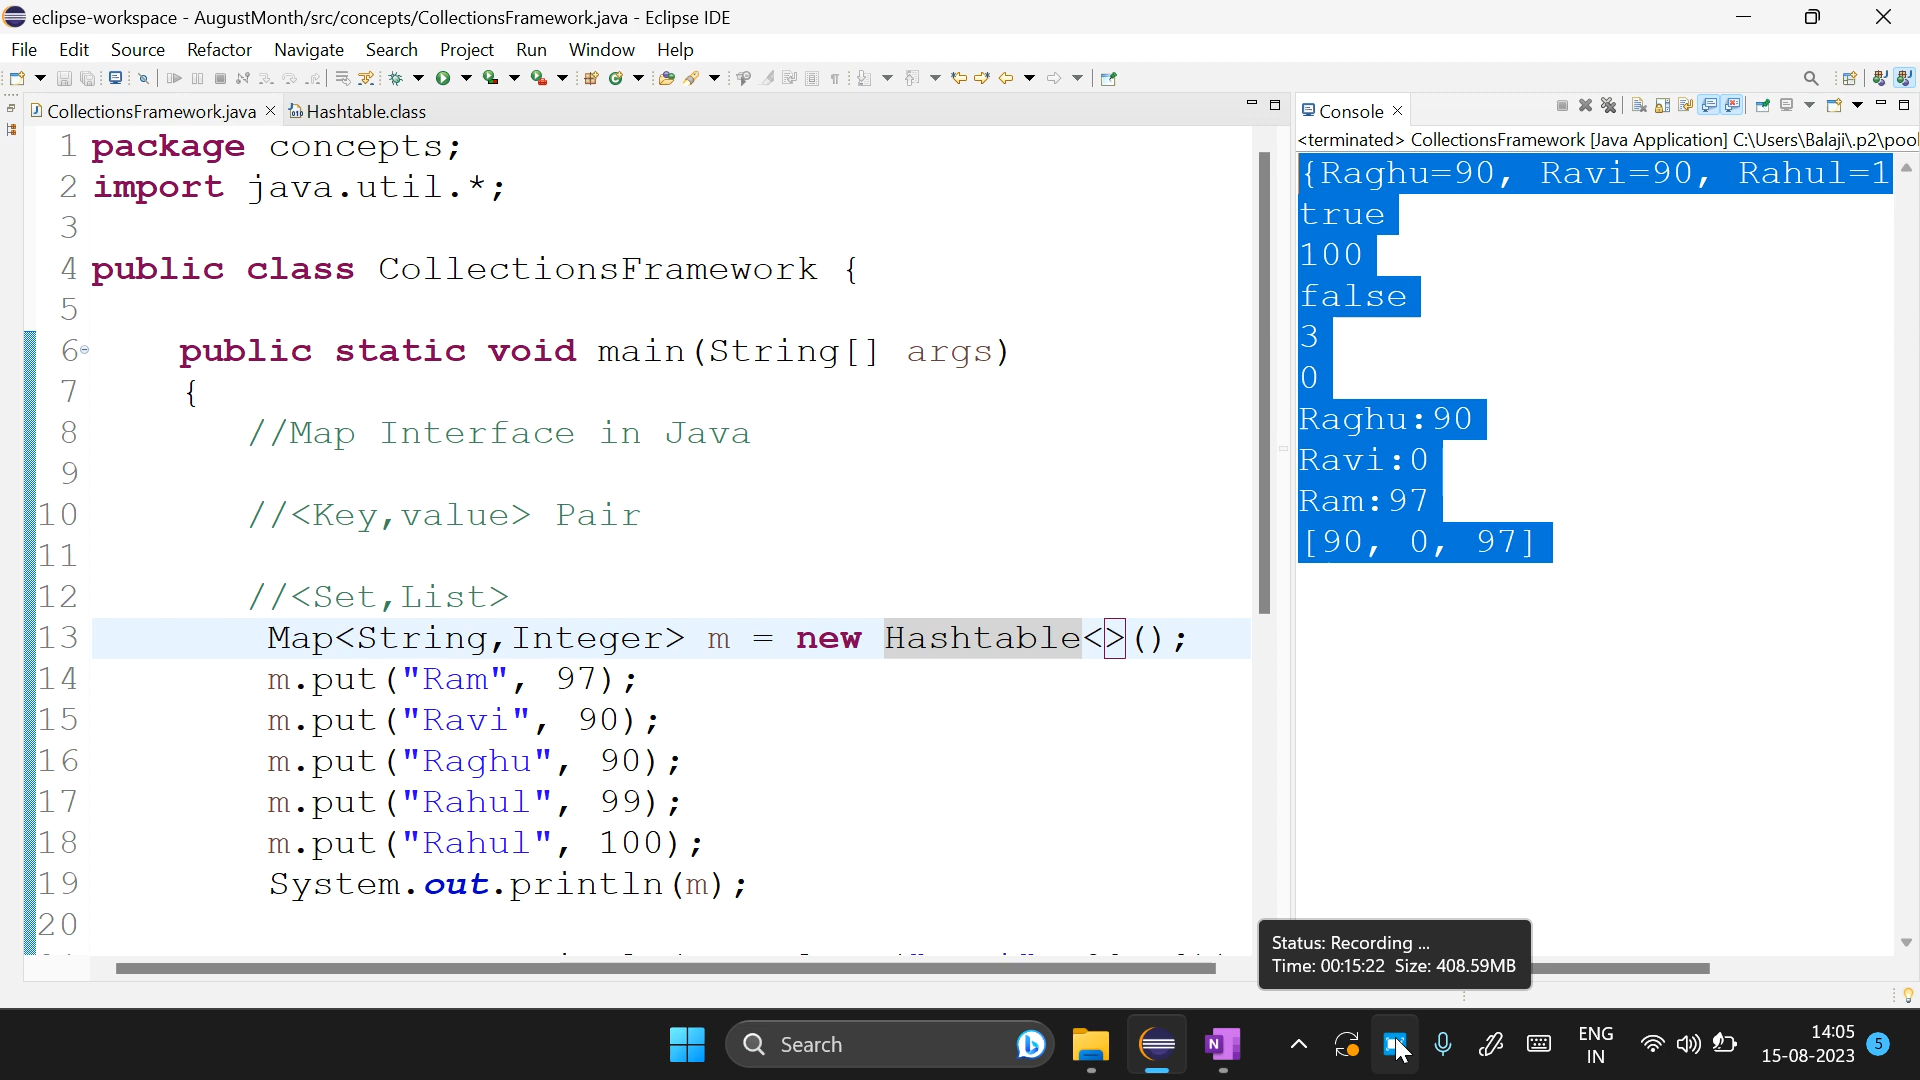 eclipse-workspace - AugustMonth/src/concepts/CollectionsFramework.java - Eclipse IDE
File Edit Source Refactor Navigate Search Project Run Window Help
CollectionsFramework.java Hashtable.class
1 package concepts;
2 import java.util.*;
3
4 public class CollectionsFramework {
5
6 public static void main(String[] args)
7 {
8 //Map Interface in Java
9
10 //<Key,value> Pair
11
12 //<Set,List>
13 Map<String,Integer> m = new Hashtable<>();
14 m.put("Ram", 97);
15 m.put("Ravi", 90);
16 m.put("Raghu", 90);
17 m.put("Rahul", 99);
18 m.put("Rahul", 100);
19 System.out.println(m);
20
Console
<terminated> CollectionsFramework [Java Application] C:\Users\Balaji\.p2\pool
{Raghu=90, Ravi=90, Rahul=1
true
100
false
3
0
Raghu:90
Ravi:0
Ram:97
[90, 0, 97]
Status: Recording ...
Time: 00:15:22 Size: 408.59MB
Search
ENG
IN
14:05
15-08-2023
5